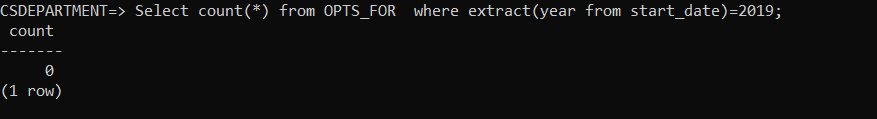 CSDEPARTMENT=> Select count(*) from OPTS_FOR  where extract(year from start_date)=2019;
 count
-------
     0
(1 row)